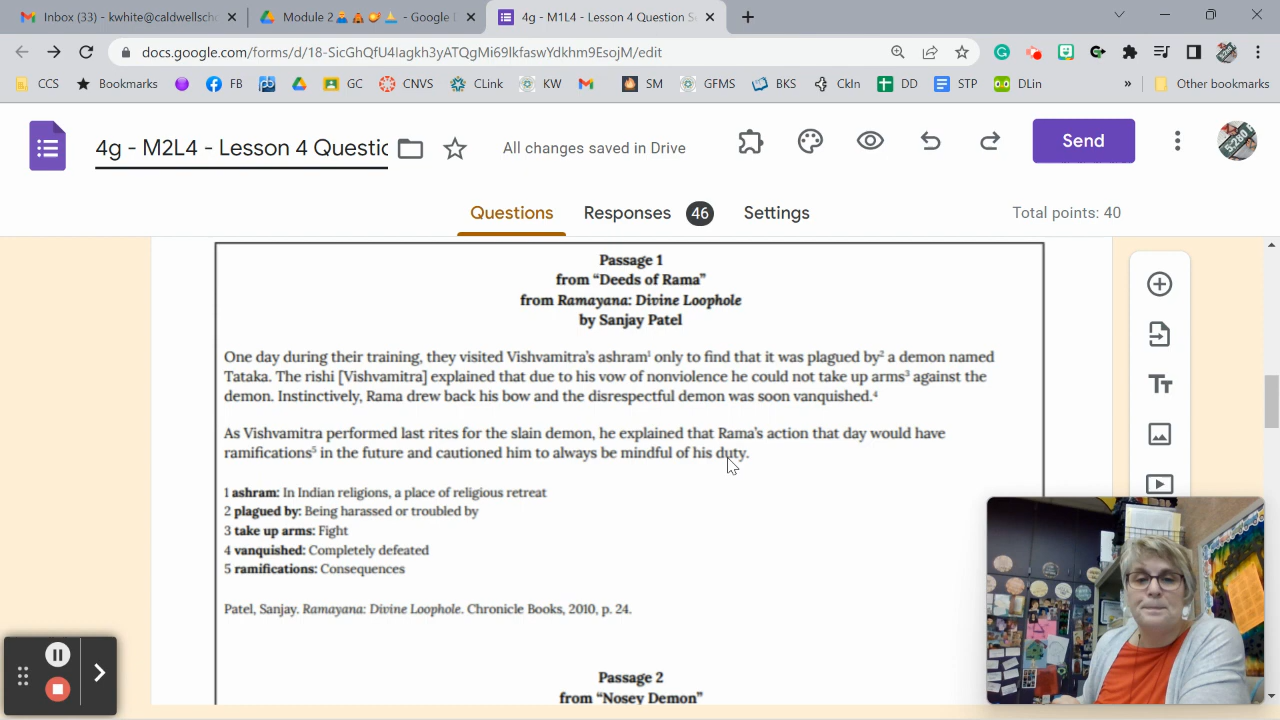 Inbox (33) - kwhite@caldwellscho
Module 2
- Google
4g - M1L4 - Lesson 4 Question S
docs.google.com/forms/d/18-SicGhQfU4lagkh3yATQgMi69lkfaswYdkhm9EsojM/edit
CCS
Bookmarks
FB
GC
CNVS
CLink
KW
SM
GFMS
BKS
CkIn
DD
STP
DLin
»
Other bookmarks
4g - M2L4 - Lesson 4 Questic
All changes saved in Drive
Send
5.280
Questions
Responses 46
Settings
Total points: 40
Passage 1
from “Deeds of Rama”
from Ramayana: Divine Loophole
by Sanjay Patel
One day during their training, they visited Vishvamitra’s ashram¹ only to find that it was plagued by² a demon named
Tataka. The rishi [Vishvamitra] explained that due to his vow of nonviolence he could not take up arms³ against the
demon. Instinctively, Rama drew back his bow and the disrespectful demon was soon vanquished.⁴
As Vishvamitra performed last rites for the slain demon, he explained that Rama’s action that day would have
ramifications⁵ in the future and cautioned him to always be mindful of his duty.
1 ashram: In Indian religions, a place of religious retreat
2 plagued by: Being harassed or troubled by
3 take up arms: Fight
4 vanquished: Completely defeated
5 ramifications: Consequences
Patel, Sanjay. Ramayana: Divine Loophole. Chronicle Books, 2010, p. 24.
Passage 2
from “Nosey Demon”